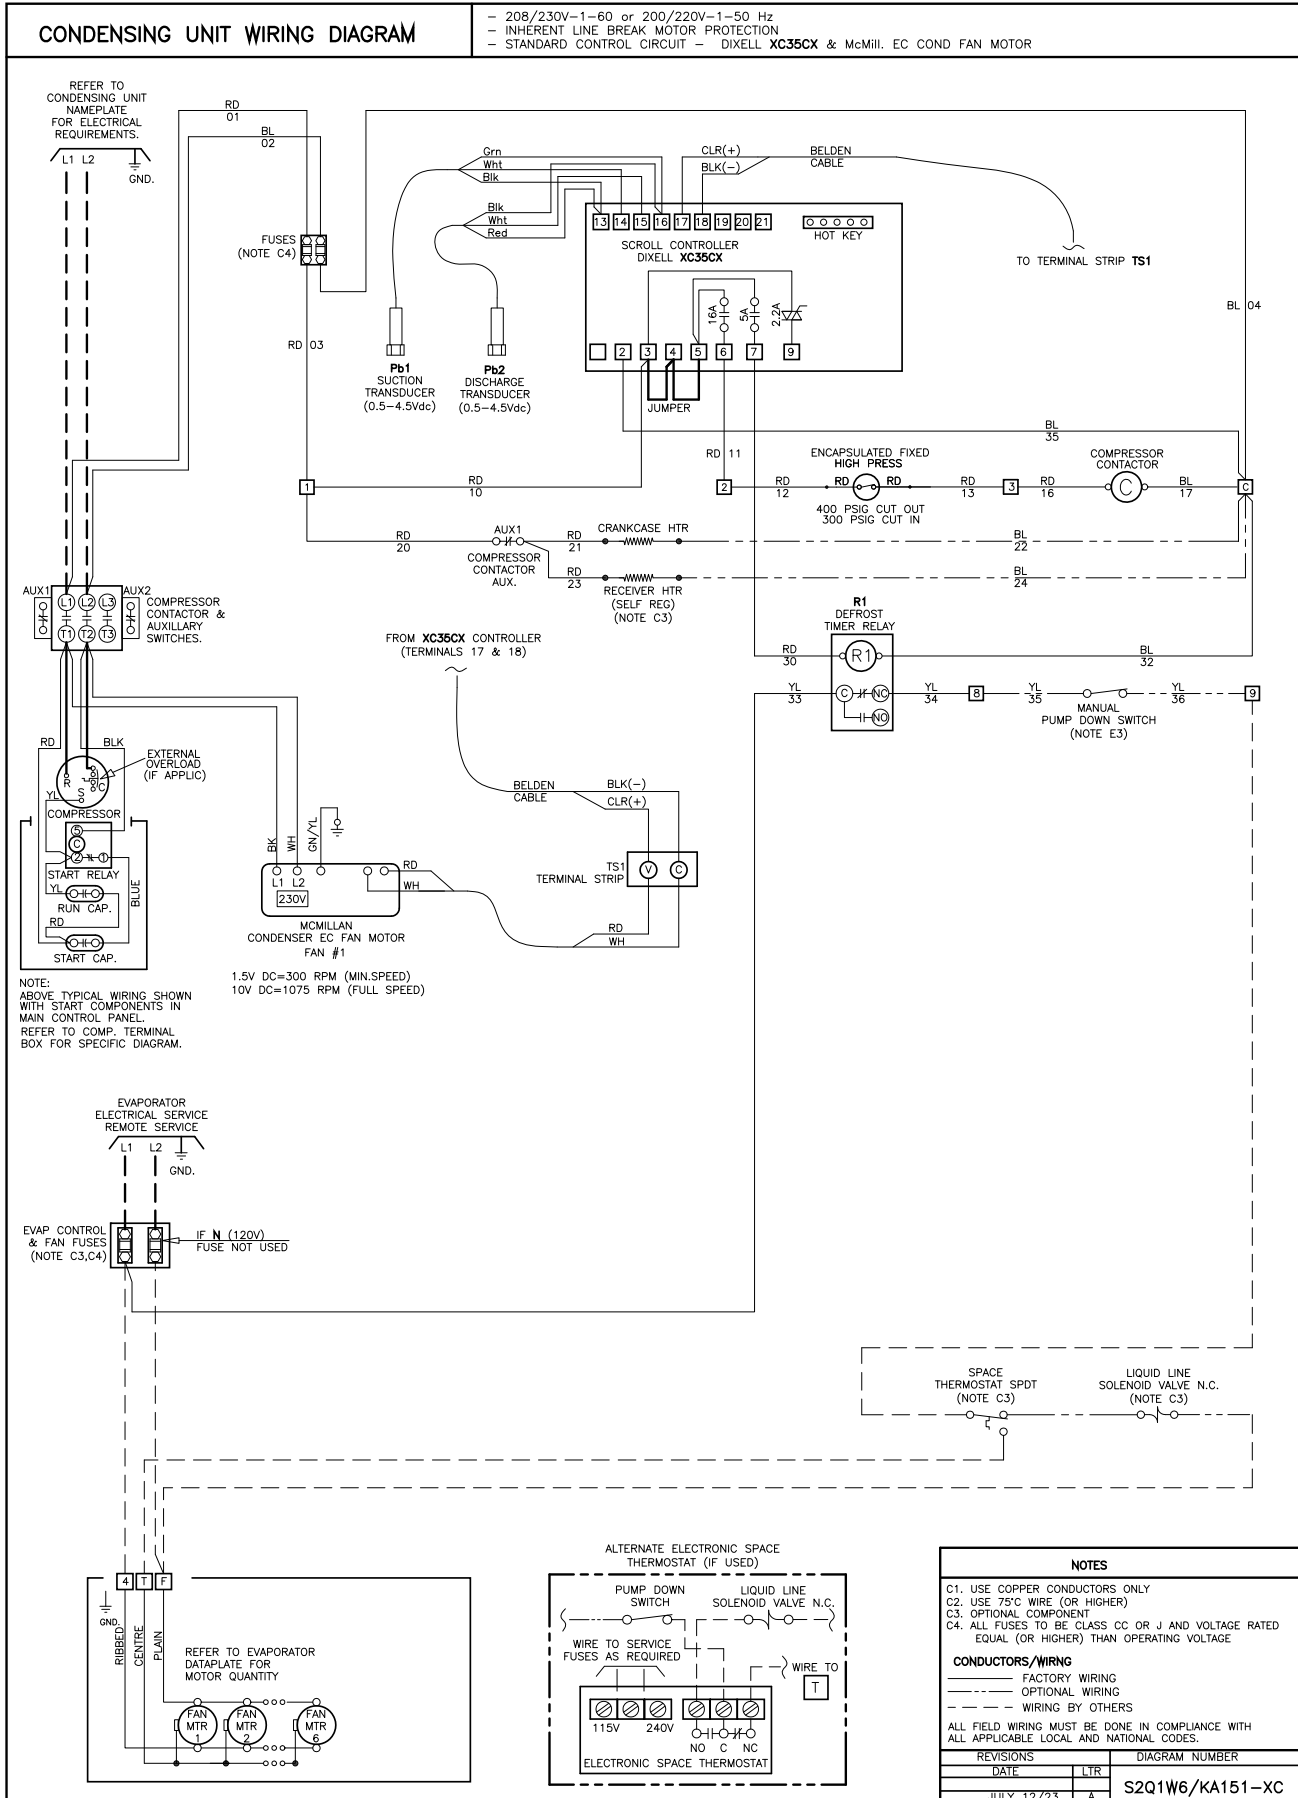 CONDENSING UNIT WIRING DIAGRAM
- 208/230V-1-60 or 200/220V-1-50 Hz
- INHERENT LINE BREAK MOTOR PROTECTION
- STANDARD CONTROL CIRCUIT - DIXELL XC35CX & McMill. EC COND FAN MOTOR
REFER TO
CONDENSING UNIT
NAMEPLATE
FOR ELECTRICAL
REQUIREMENTS.
L1 L2
GND.
RD
01
BL
02
FUSES
(NOTE C4)
RD 03
Grn
Wht
Blk
Blk
Wht
Red
Pb1
SUCTION
TRANSDUCER
(0.5-4.5Vdc)
Pb2
DISCHARGE
TRANSDUCER
(0.5-4.5Vdc)
CLR(+)
BLK(-)
BELDEN
CABLE
TO TERMINAL STRIP TS1
13 14 15 16 17 18 19 20 21
HOT KEY
SCROLL CONTROLLER
DIXELL XC35CX
16A
5A
2.2A
2 3 4 5 6 7 9
JUMPER
BL 04
BL
35
RD 11
1
RD
10
2
RD
12
ENCAPSULATED FIXED
HIGH PRESS
RD RD
400 PSIG CUT OUT
300 PSIG CUT IN
RD
13
3
RD
16
COMPRESSOR
CONTACTOR
C
BL
17
C
RD
20
AUX1
COMPRESSOR
CONTACTOR
AUX.
RD
21
CRANKCASE HTR
BL
22
RD
23
RECEIVER HTR
(SELF REG)
(NOTE C3)
BL
24
AUX1
L1 L2 L3
T1 T2 T3
AUX2
COMPRESSOR
CONTACTOR &
AUXILLARY
SWITCHES.
FROM XC35CX CONTROLLER
(TERMINALS 17 & 18)
R1
DEFROST
TIMER RELAY
RD
30
R1
BL
32
YL
33
C
NC
NO
YL
34
8
YL
35
MANUAL
PUMP DOWN SWITCH
(NOTE E3)
YL
36
9
RD
BLK
EXTERNAL
OVERLOAD
(IF APPLIC)
R
S
C
YL
COMPRESSOR
5
C
2
1
START RELAY
YL
RUN CAP.
RD
BLUE
START CAP.
NOTE:
ABOVE TYPICAL WIRING SHOWN
WITH START COMPONENTS IN
MAIN CONTROL PANEL.
REFER TO COMP. TERMINAL
BOX FOR SPECIFIC DIAGRAM.
BK
WH
GN/YL
L1 L2
230V
RD
WH
MCMILLAN
CONDENSER EC FAN MOTOR
FAN #1
1.5V DC=300 RPM (MIN.SPEED)
10V DC=1075 RPM (FULL SPEED)
BELDEN
CABLE
BLK(-)
CLR(+)
TS1
TERMINAL STRIP
V
C
RD
WH
EVAPORATOR
ELECTRICAL SERVICE
REMOTE SERVICE
L1 L2
GND.
EVAP CONTROL
& FAN FUSES
(NOTE C3,C4)
IF N (120V)
FUSE NOT USED
SPACE
THERMOSTAT SPDT
(NOTE C3)
LIQUID LINE
SOLENOID VALVE N.C.
(NOTE C3)
4 T F
GND.
RIBBED
CENTRE
PLAIN
REFER TO EVAPORATOR
DATAPLATE FOR
MOTOR QUANTITY
FAN
MTR
1
FAN
MTR
2
FAN
MTR
6
ALTERNATE ELECTRONIC SPACE
THERMOSTAT (IF USED)
PUMP DOWN
SWITCH
LIQUID LINE
SOLENOID VALVE N.C.
WIRE TO SERVICE
FUSES AS REQUIRED
WIRE TO
T
115V 240V
NO C NC
ELECTRONIC SPACE THERMOSTAT
NOTES
C1. USE COPPER CONDUCTORS ONLY
C2. USE 75°C WIRE (OR HIGHER)
C3. OPTIONAL COMPONENT
C4. ALL FUSES TO BE CLASS CC OR J AND VOLTAGE RATED
EQUAL (OR HIGHER) THAN OPERATING VOLTAGE
CONDUCTORS/WIRNG
FACTORY WIRING
OPTIONAL WIRING
WIRING BY OTHERS
ALL FIELD WIRING MUST BE DONE IN COMPLIANCE WITH
ALL APPLICABLE LOCAL AND NATIONAL CODES.
REVISIONS
DIAGRAM NUMBER
DATE LTR
S2Q1W6/KA151-XC
JULY 12/23 A